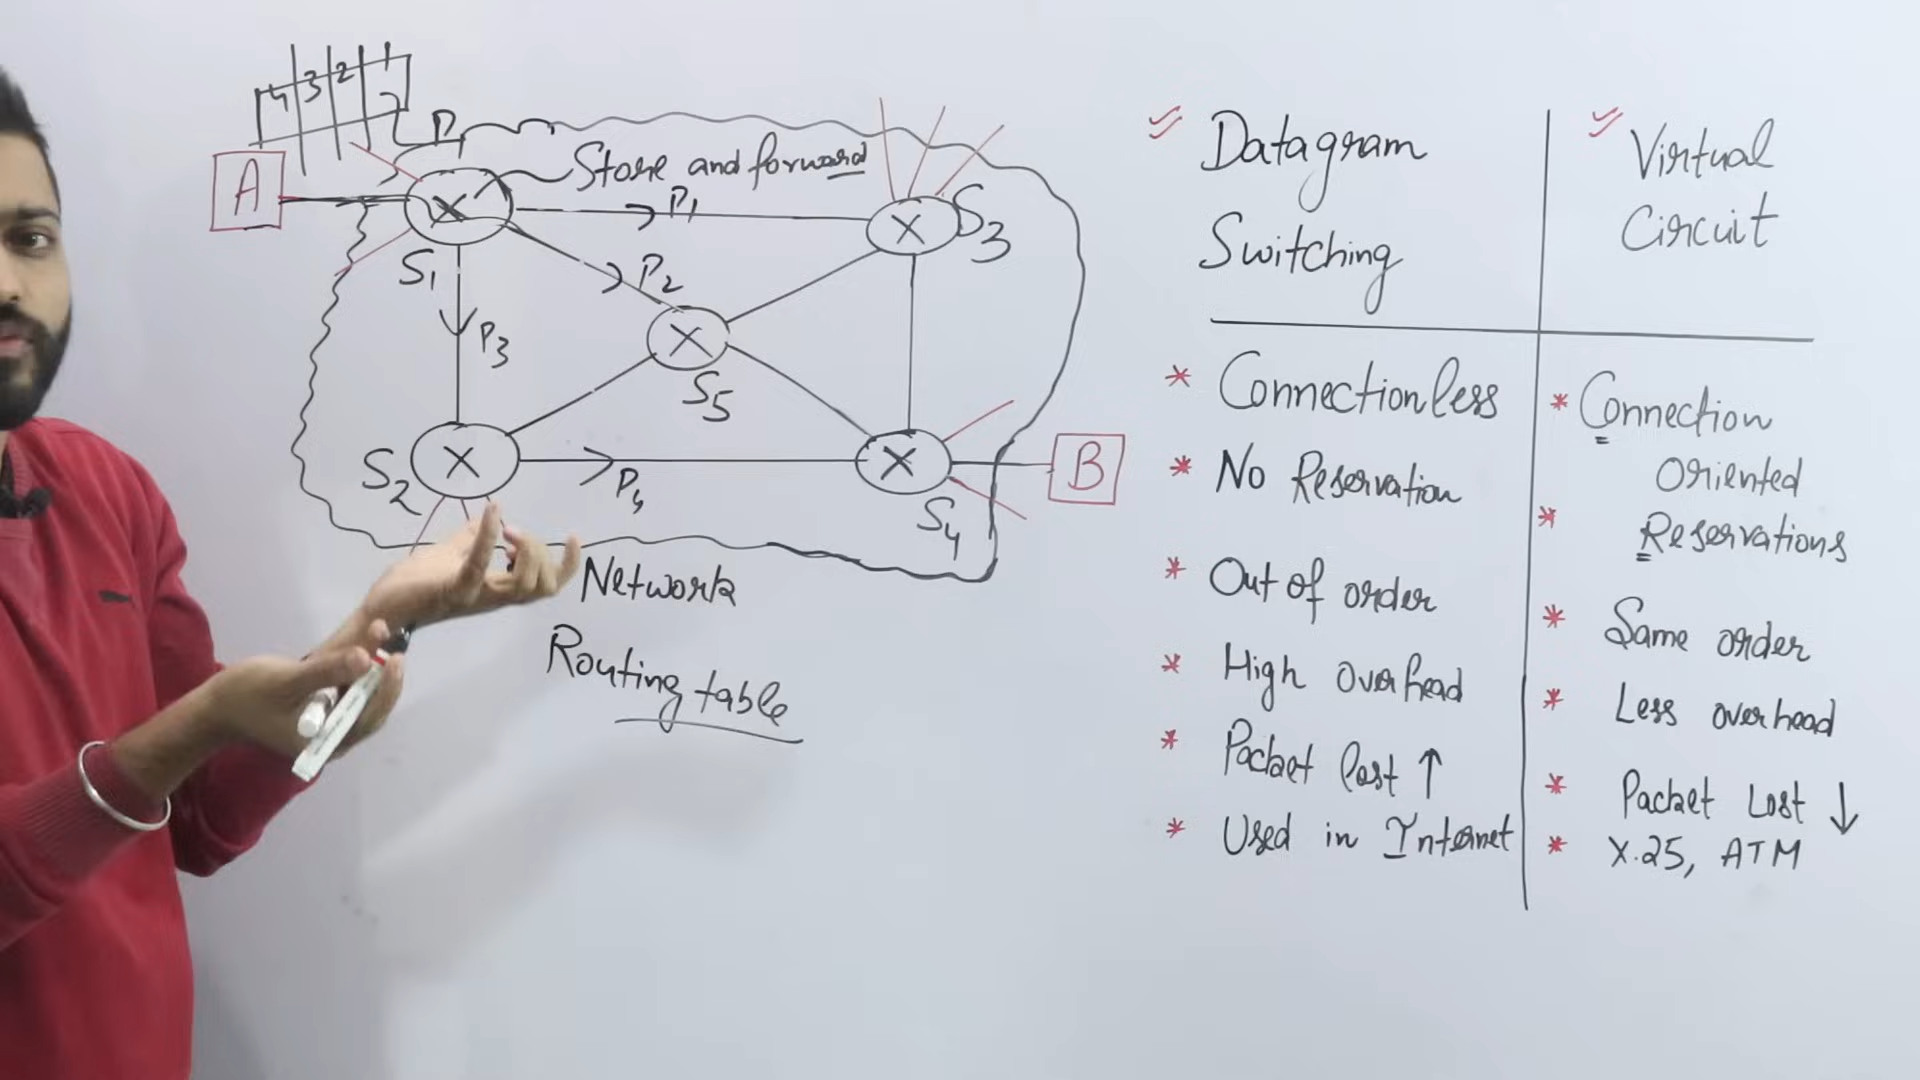 4 3 2 1
P1
A
Store and forward
P1
S3
S1
P2
P3
S5
S2
P4
S4
B
Network
Routing table
Datagram
Switching
* Connectionless
* No Reservation
* Out of order
* High overhead
* Packet lost ↑
* Used in Internet
Virtual
Circuit
* Connection
Oriented
* Reservations
* Same order
* Less overhead
* Packet Lost ↓
* X.25, ATM